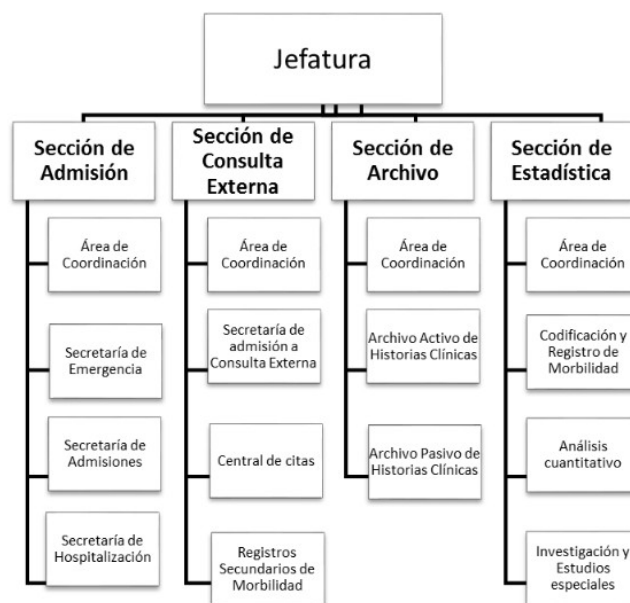 Jefatura
Sección de
Admisión
Sección de
Consulta
Externa
Sección de
Archivo
Sección de
Estadística
Área de
Coordinación
Secretaría de
Emergencia
Secretaría de
Admisiones
Secretaría de
Hospitalización
Área de
Coordinación
Secretaría de
admisión a
Consulta Externa
Central de citas
Registros
Secundarios de
Morbilidad
Área de
Coordinación
Archivo Activo de
Historias Clínicas
Archivo Pasivo de
Historias Clínicas
Área de
Coordinación
Codificación y
Registro de
Morbilidad
Análisis
cuantitativo
Investigación y
Estudios
especiales